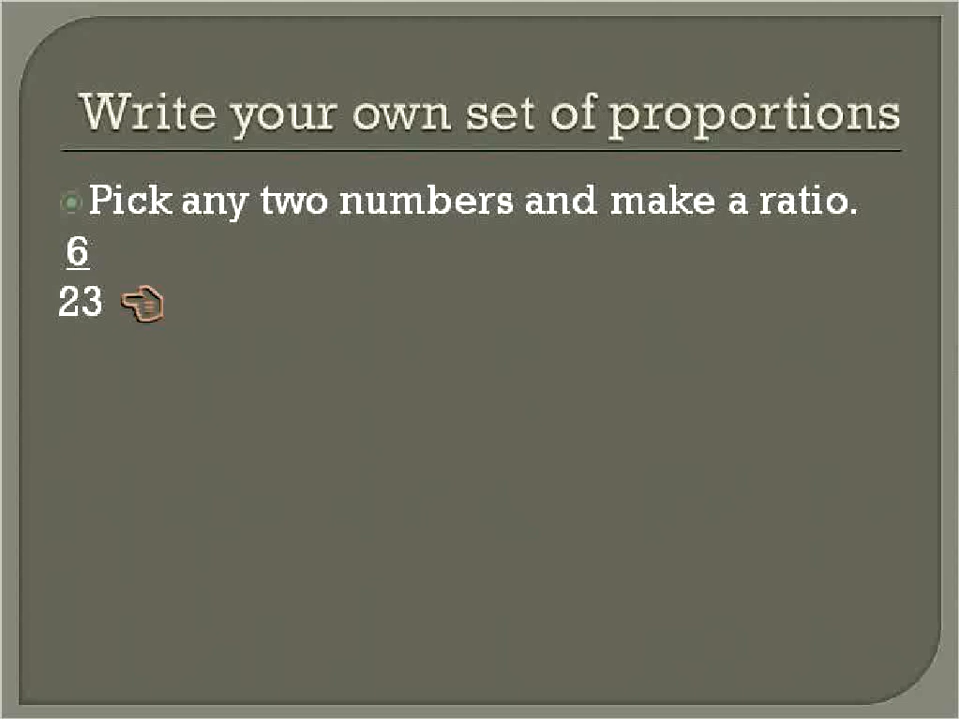 Write your own set of proportions
Pick any two numbers and make a ratio.
6
23